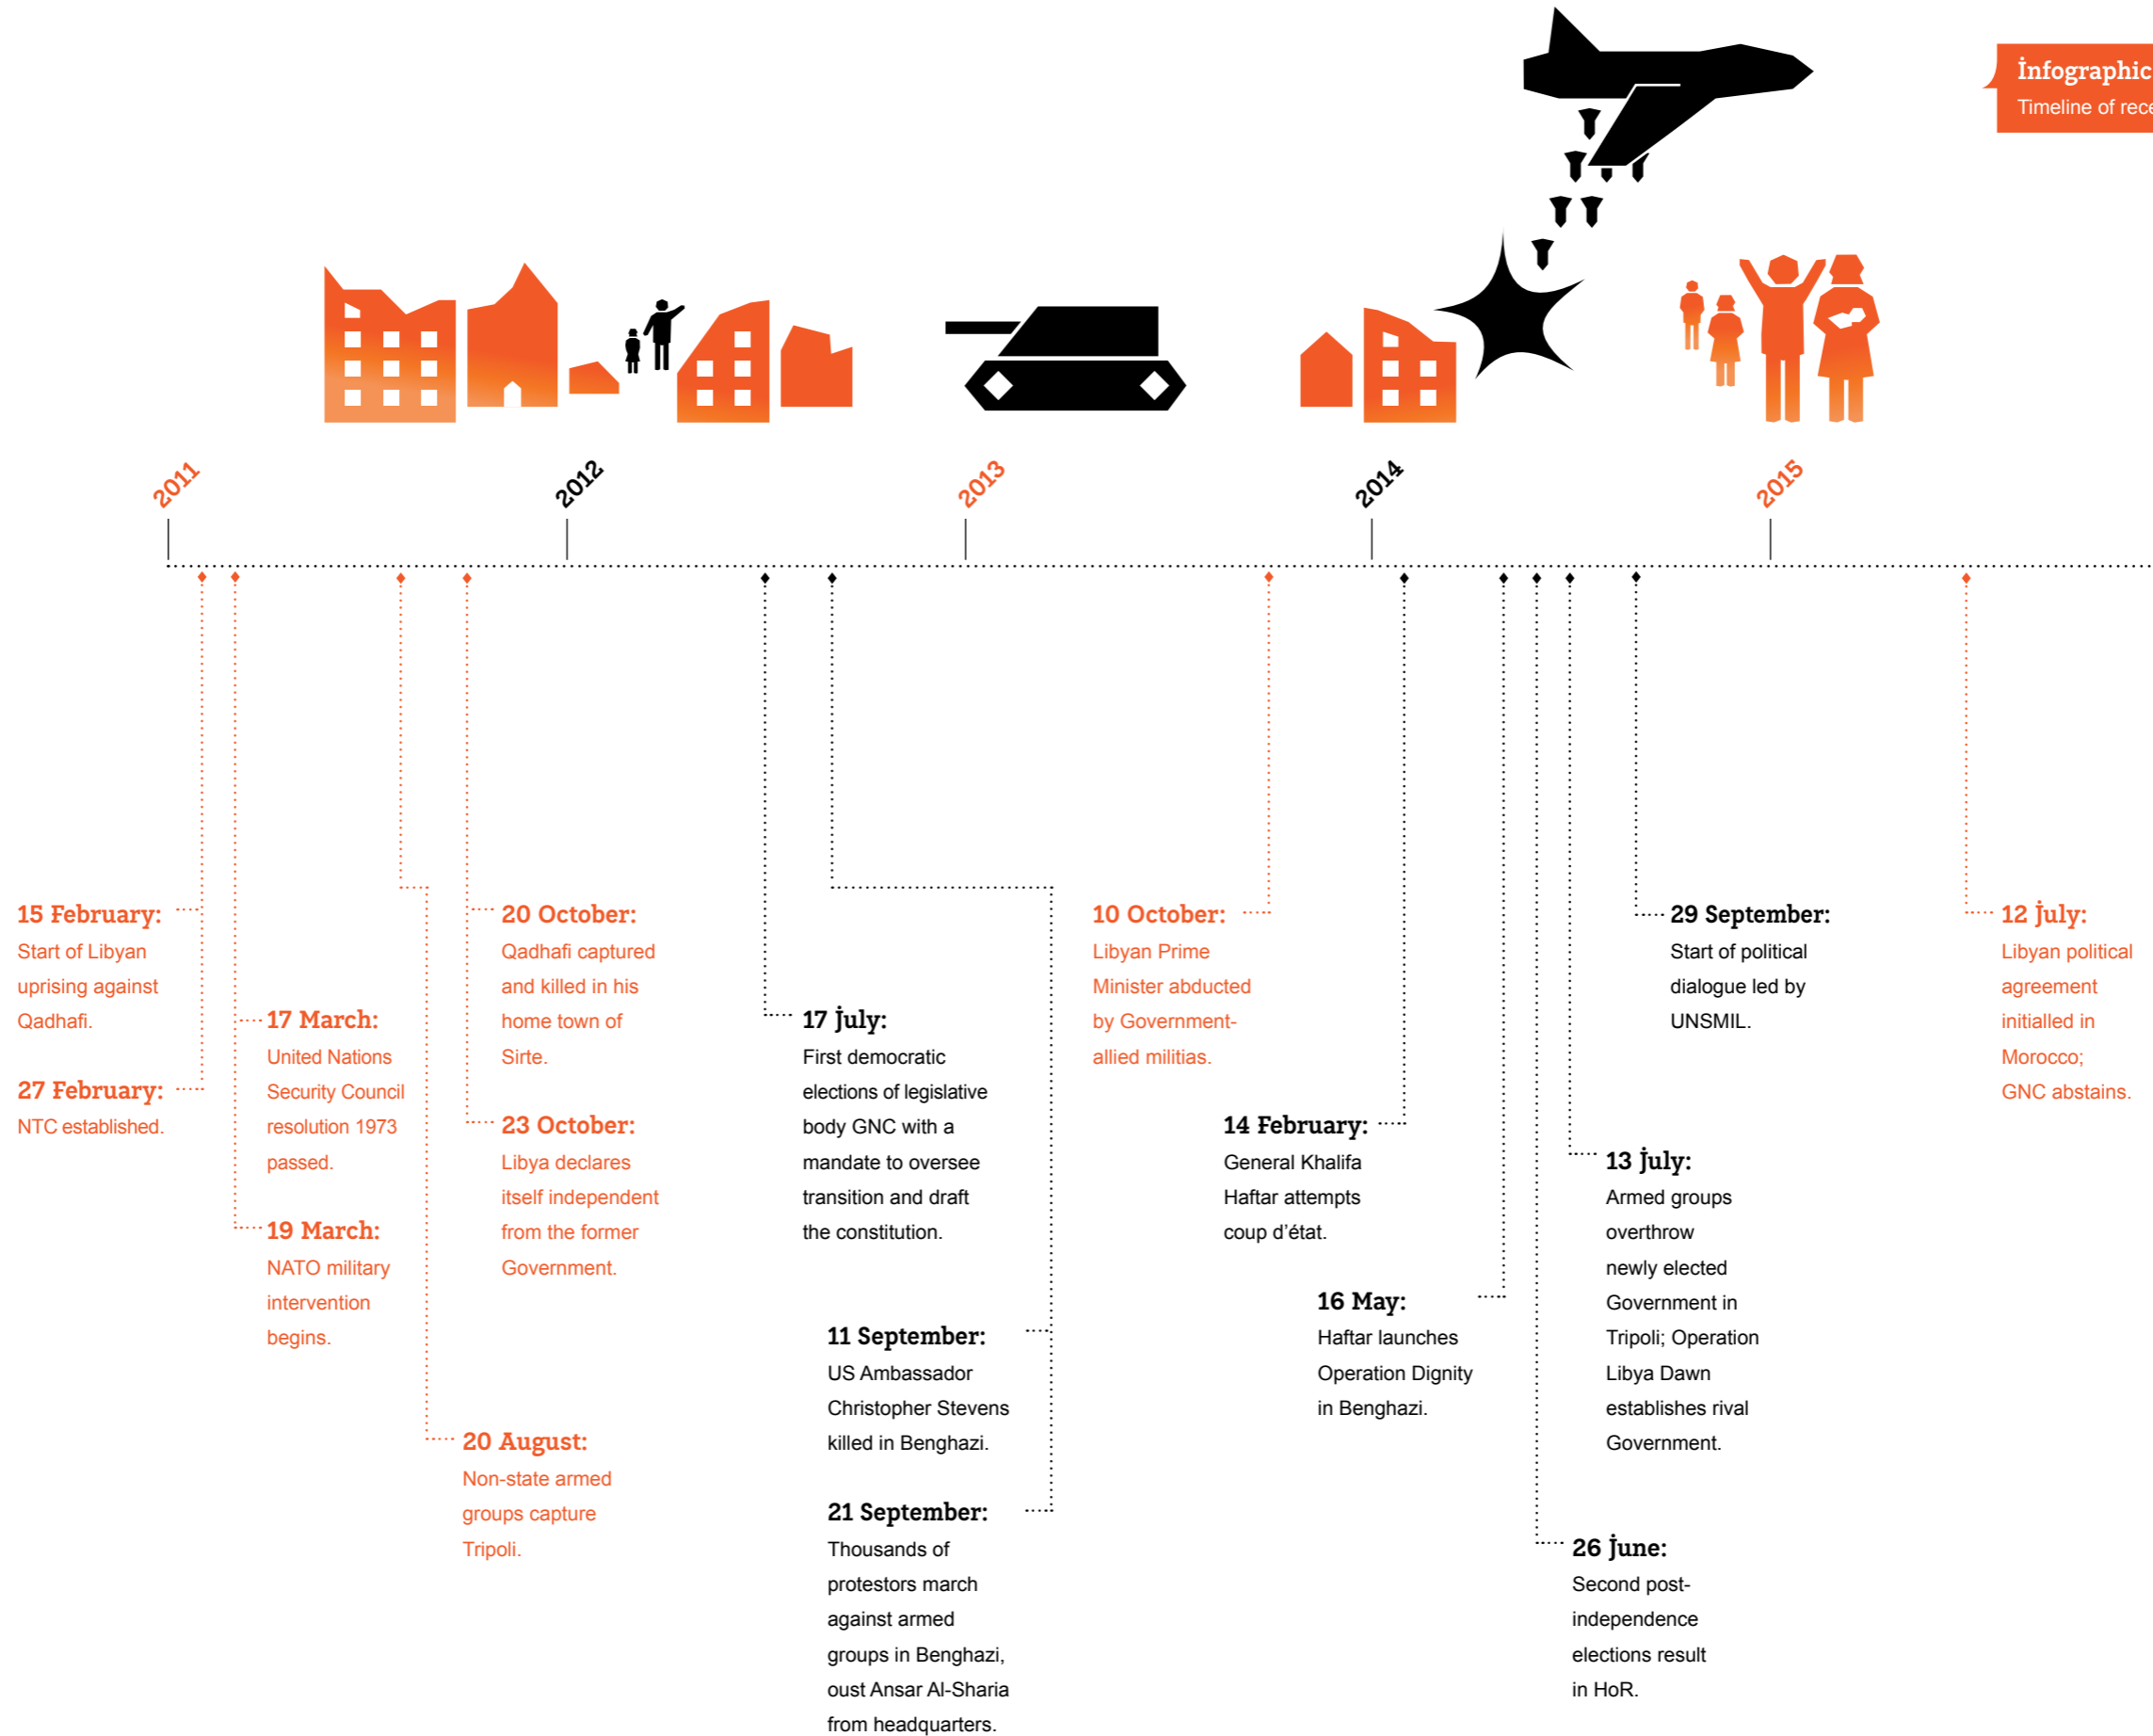 Infographic
Timeline of rece
2011
2012
2013
2014
2015
15 February:
Start of Libyan
uprising against
Qadhafi.
27 February:
NTC established.
17 March:
United Nations
Security Council
resolution 1973
passed.
19 March:
NATO military
intervention
begins.
20 August:
Non-state armed
groups capture
Tripoli.
20 October:
Qadhafi captured
and killed in his
home town of
Sirte.
23 October:
Libya declares
itself independent
from the former
Government.
17 July:
First democratic
elections of legislative
body GNC with a
mandate to oversee
transition and draft
the constitution.
11 September:
US Ambassador
Christopher Stevens
killed in Benghazi.
21 September:
Thousands of
protestors march
against armed
groups in Benghazi,
oust Ansar Al-Sharia
from headquarters.
10 October:
Libyan Prime
Minister abducted
by Government-
allied militias.
14 February:
General Khalifa
Haftar attempts
coup d’état.
16 May:
Haftar launches
Operation Dignity
in Benghazi.
26 June:
Second post-
independence
elections result
in HoR.
13 July:
Armed groups
overthrow
newly elected
Government in
Tripoli; Operation
Libya Dawn
establishes rival
Government.
29 September:
Start of political
dialogue led by
UNSMIL.
12 July:
Libyan political
agreement
initialled in
Morocco;
GNC abstains.